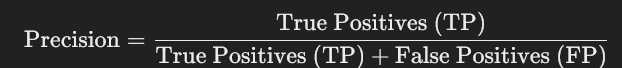 Precision = True Positives (TP) / True Positives (TP) + False Positives (FP)